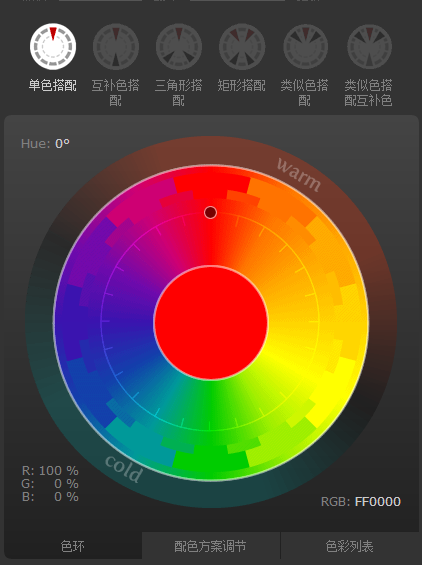 单色搭配
互补色搭
配
三角形搭
配
矩形搭配
类似色搭
配
类似色搭
配互补色
Hue: 0°
warm
cold
R: 100 %
G: 0 %
B: 0 %
RGB: FF0000
色环
配色方案调节
色彩列表